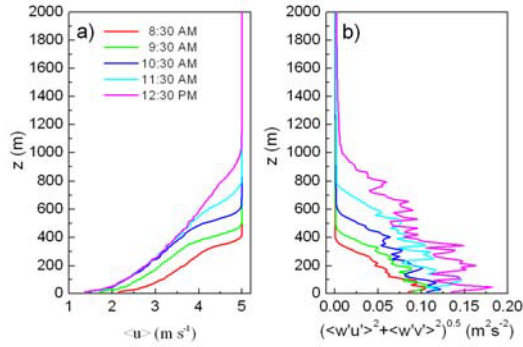 a)
8:30 AM
9:30 AM
10:30 AM
11:30 AM
12:30 PM
2000
1800
1600
1400
1200
1000
800
600
400
200
0
z (m)
1 2 3 4 5
<u> (m s⁻¹)
b)
2000
1800
1600
1400
1200
1000
800
600
400
200
0
z (m)
0.00 0.05 0.10 0.15 0.20
(<w'u'>²+<w'v'>²)⁰·⁵ (m²s⁻²)